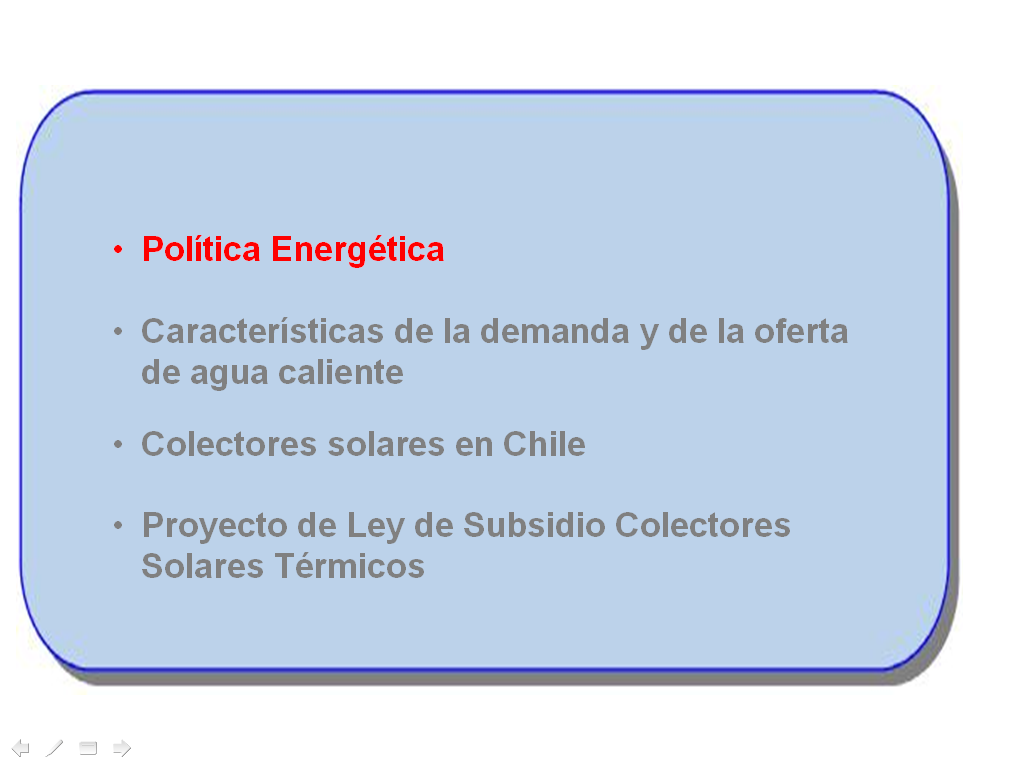 • Política Energética
• Características de la demanda y de la oferta
de agua caliente
• Colectores solares en Chile
• Proyecto de Ley de Subsidio Colectores
Solares Térmicos